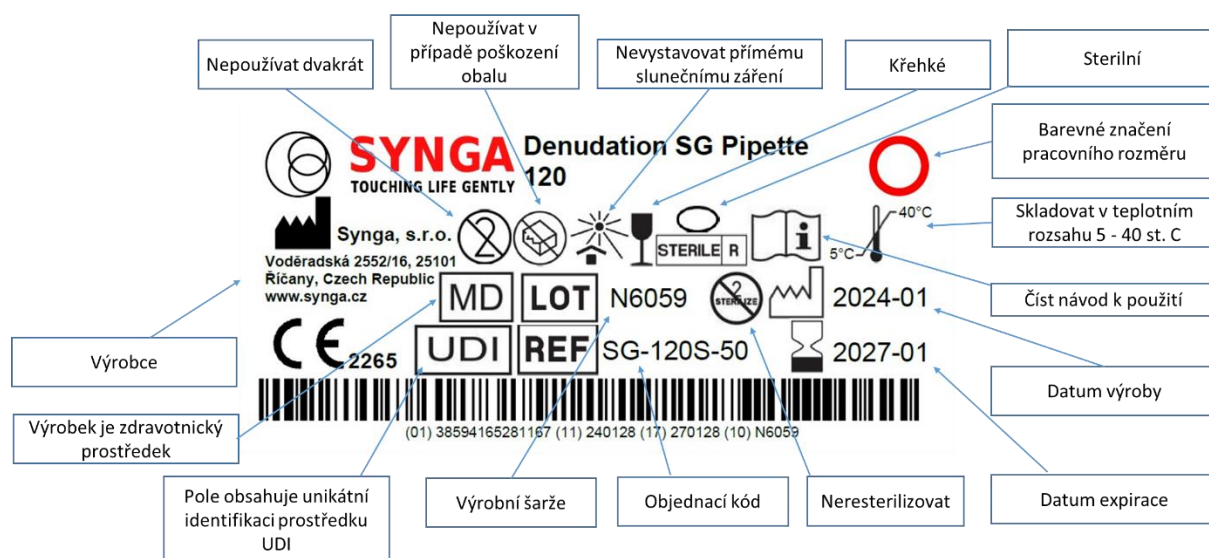 Nepoužívat dvakrát
Nepoužívat v
případě poškození
obalu
Nevystavovat přímému
slunečnímu záření
Křehké
Sterilní
Barevné značení
pracovního rozměru
SYNGA
TOUCHING LIFE GENTLY
Denudation SG Pipette
120
Synga, s.r.o.
Voděradská 2552/16, 25101
Říčany, Czech Republic
www.synga.cz
2
STERILE R
i
40°C
5°C
Skladovat v teplotním
rozsahu 5 - 40 st. C
MD
LOT
N6059
2
STERILIZE
2024-01
Číst návod k použití
Výrobce
CE 2265
UDI
REF
SG-120S-50
2027-01
Datum výroby
(01) 38594165281167 (11) 240128 (17) 270128 (10) N6059
Výrobek je zdravotnický
prostředek
Pole obsahuje unikátní
identifikaci prostředku
UDI
Výrobní šarže
Objednací kód
Neresterilizovat
Datum expirace